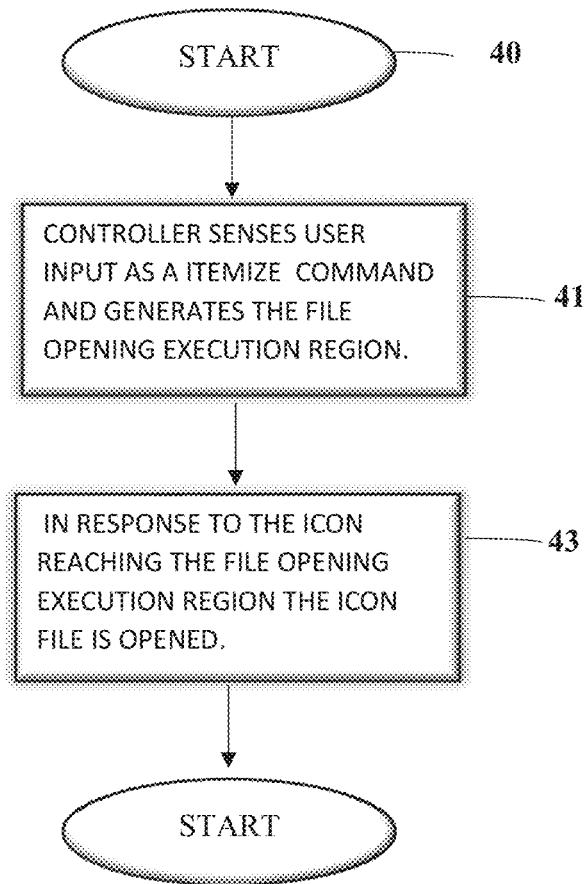 START
40
CONTROLLER SENSES USER
INPUT AS A ITEMIZE COMMAND
AND GENERATES THE FILE
OPENING EXECUTION REGION.
41
IN RESPONSE TO THE ICON
REACHING THE FILE OPENING
EXECUTION REGION THE ICON
FILE IS OPENED.
43
START